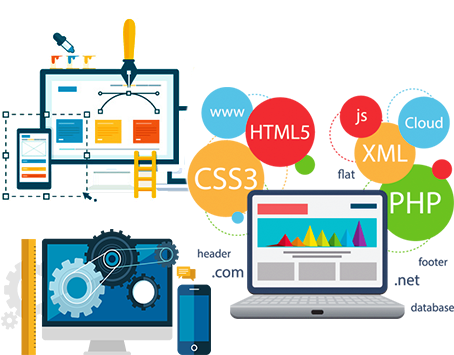 www
HTML5
CSS3
js
Cloud
XML
flat
PHP
header
.com
footer
.net
database